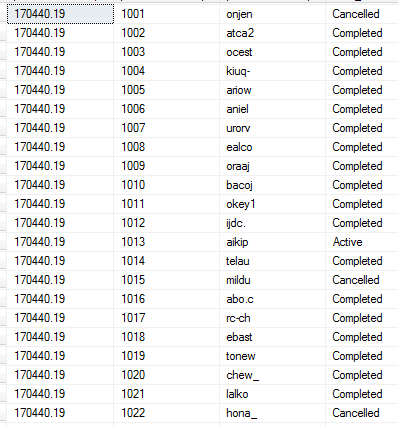 170440.19 1001 onjen Cancelled
170440.19 1002 atca2 Completed
170440.19 1003 ocest Completed
170440.19 1004 kiuq- Completed
170440.19 1005 ariow Completed
170440.19 1006 aniel Completed
170440.19 1007 urorv Completed
170440.19 1008 ealco Completed
170440.19 1009 oraaj Completed
170440.19 1010 bacoj Completed
170440.19 1011 okey1 Completed
170440.19 1012 ijdc. Completed
170440.19 1013 aikip Active
170440.19 1014 telau Completed
170440.19 1015 mildu Cancelled
170440.19 1016 abo.c Completed
170440.19 1017 rc-ch Completed
170440.19 1018 ebast Completed
170440.19 1019 tonew Completed
170440.19 1020 chew_ Completed
170440.19 1021 lalko Completed
170440.19 1022 hona_ Cancelled